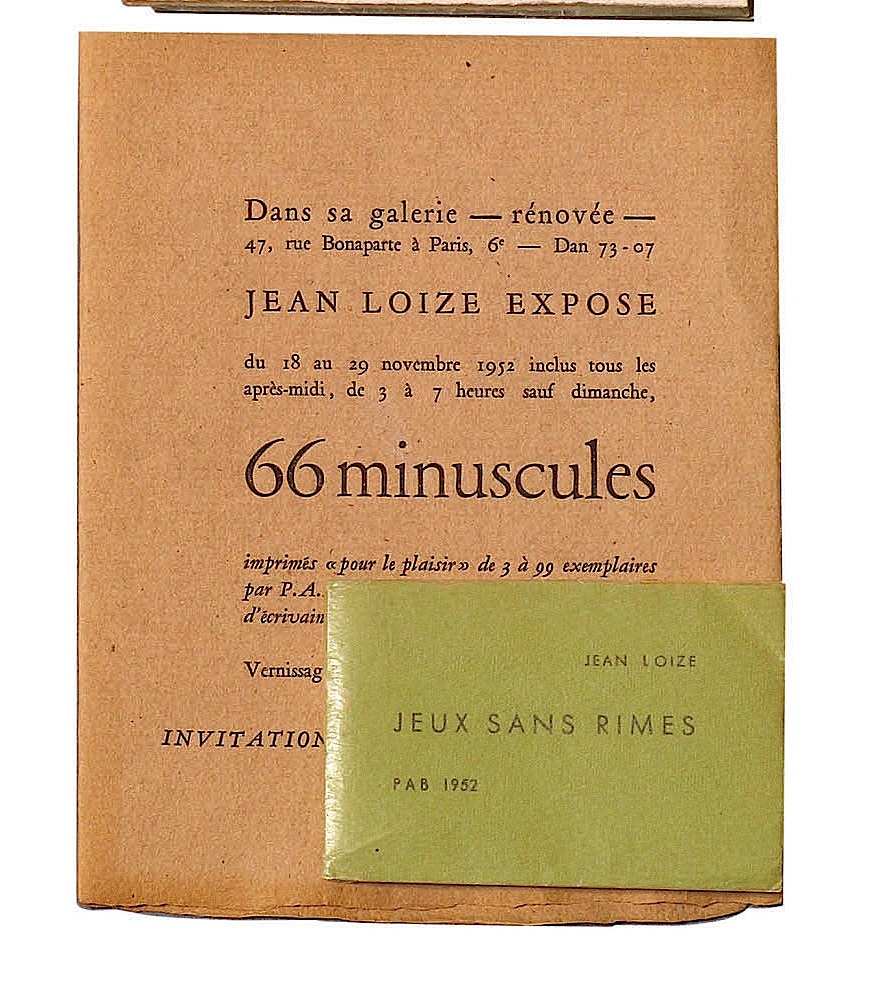 Dans sa galerie — rénovée —
47, rue Bonaparte à Paris, 6e — Dan 73-07
JEAN LOIZE EXPOSE
du 18 au 29 novembre 1952 inclus tous les
après-midi, de 3 à 7 heures sauf dimanche,
66 minuscules
imprimés «pour le plaisir» de 3 à 99 exemplaires
par P.A.
d'écrivain
Vernissag
INVITATION
JEAN LOIZE
JEUX SANS RIMES
PAB 1952